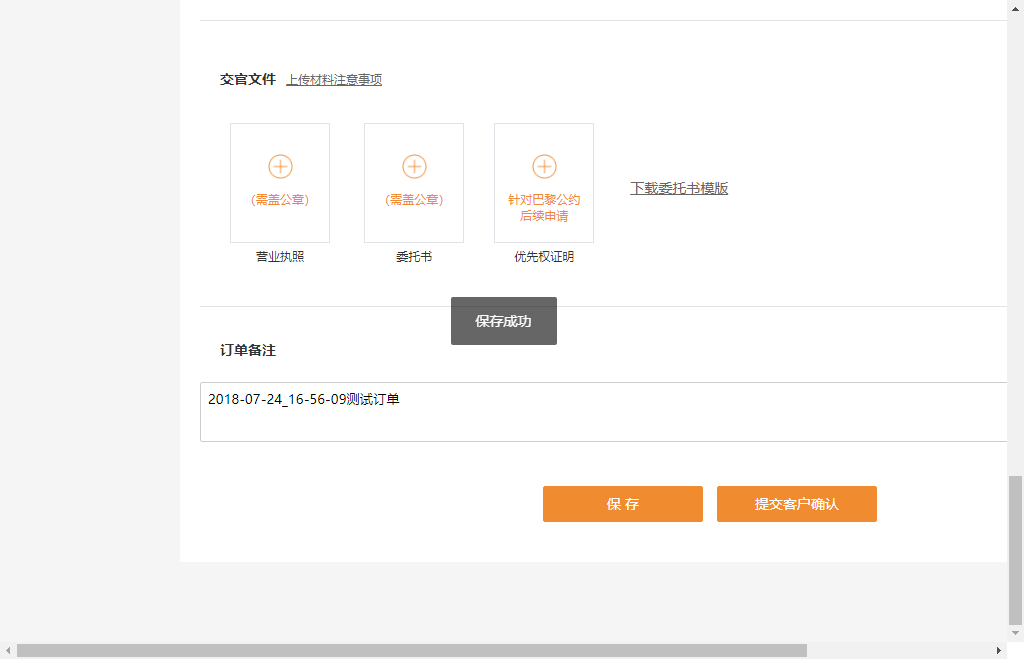 交官文件 上传材料注意事项
(需盖公章)
(需盖公章)
针对巴黎公约
后续申请
下载委托书模版
营业执照
委托书
优先权证明
保存成功
订单备注
2018-07-24_16-56-09测试订单
保 存
提交客户确认